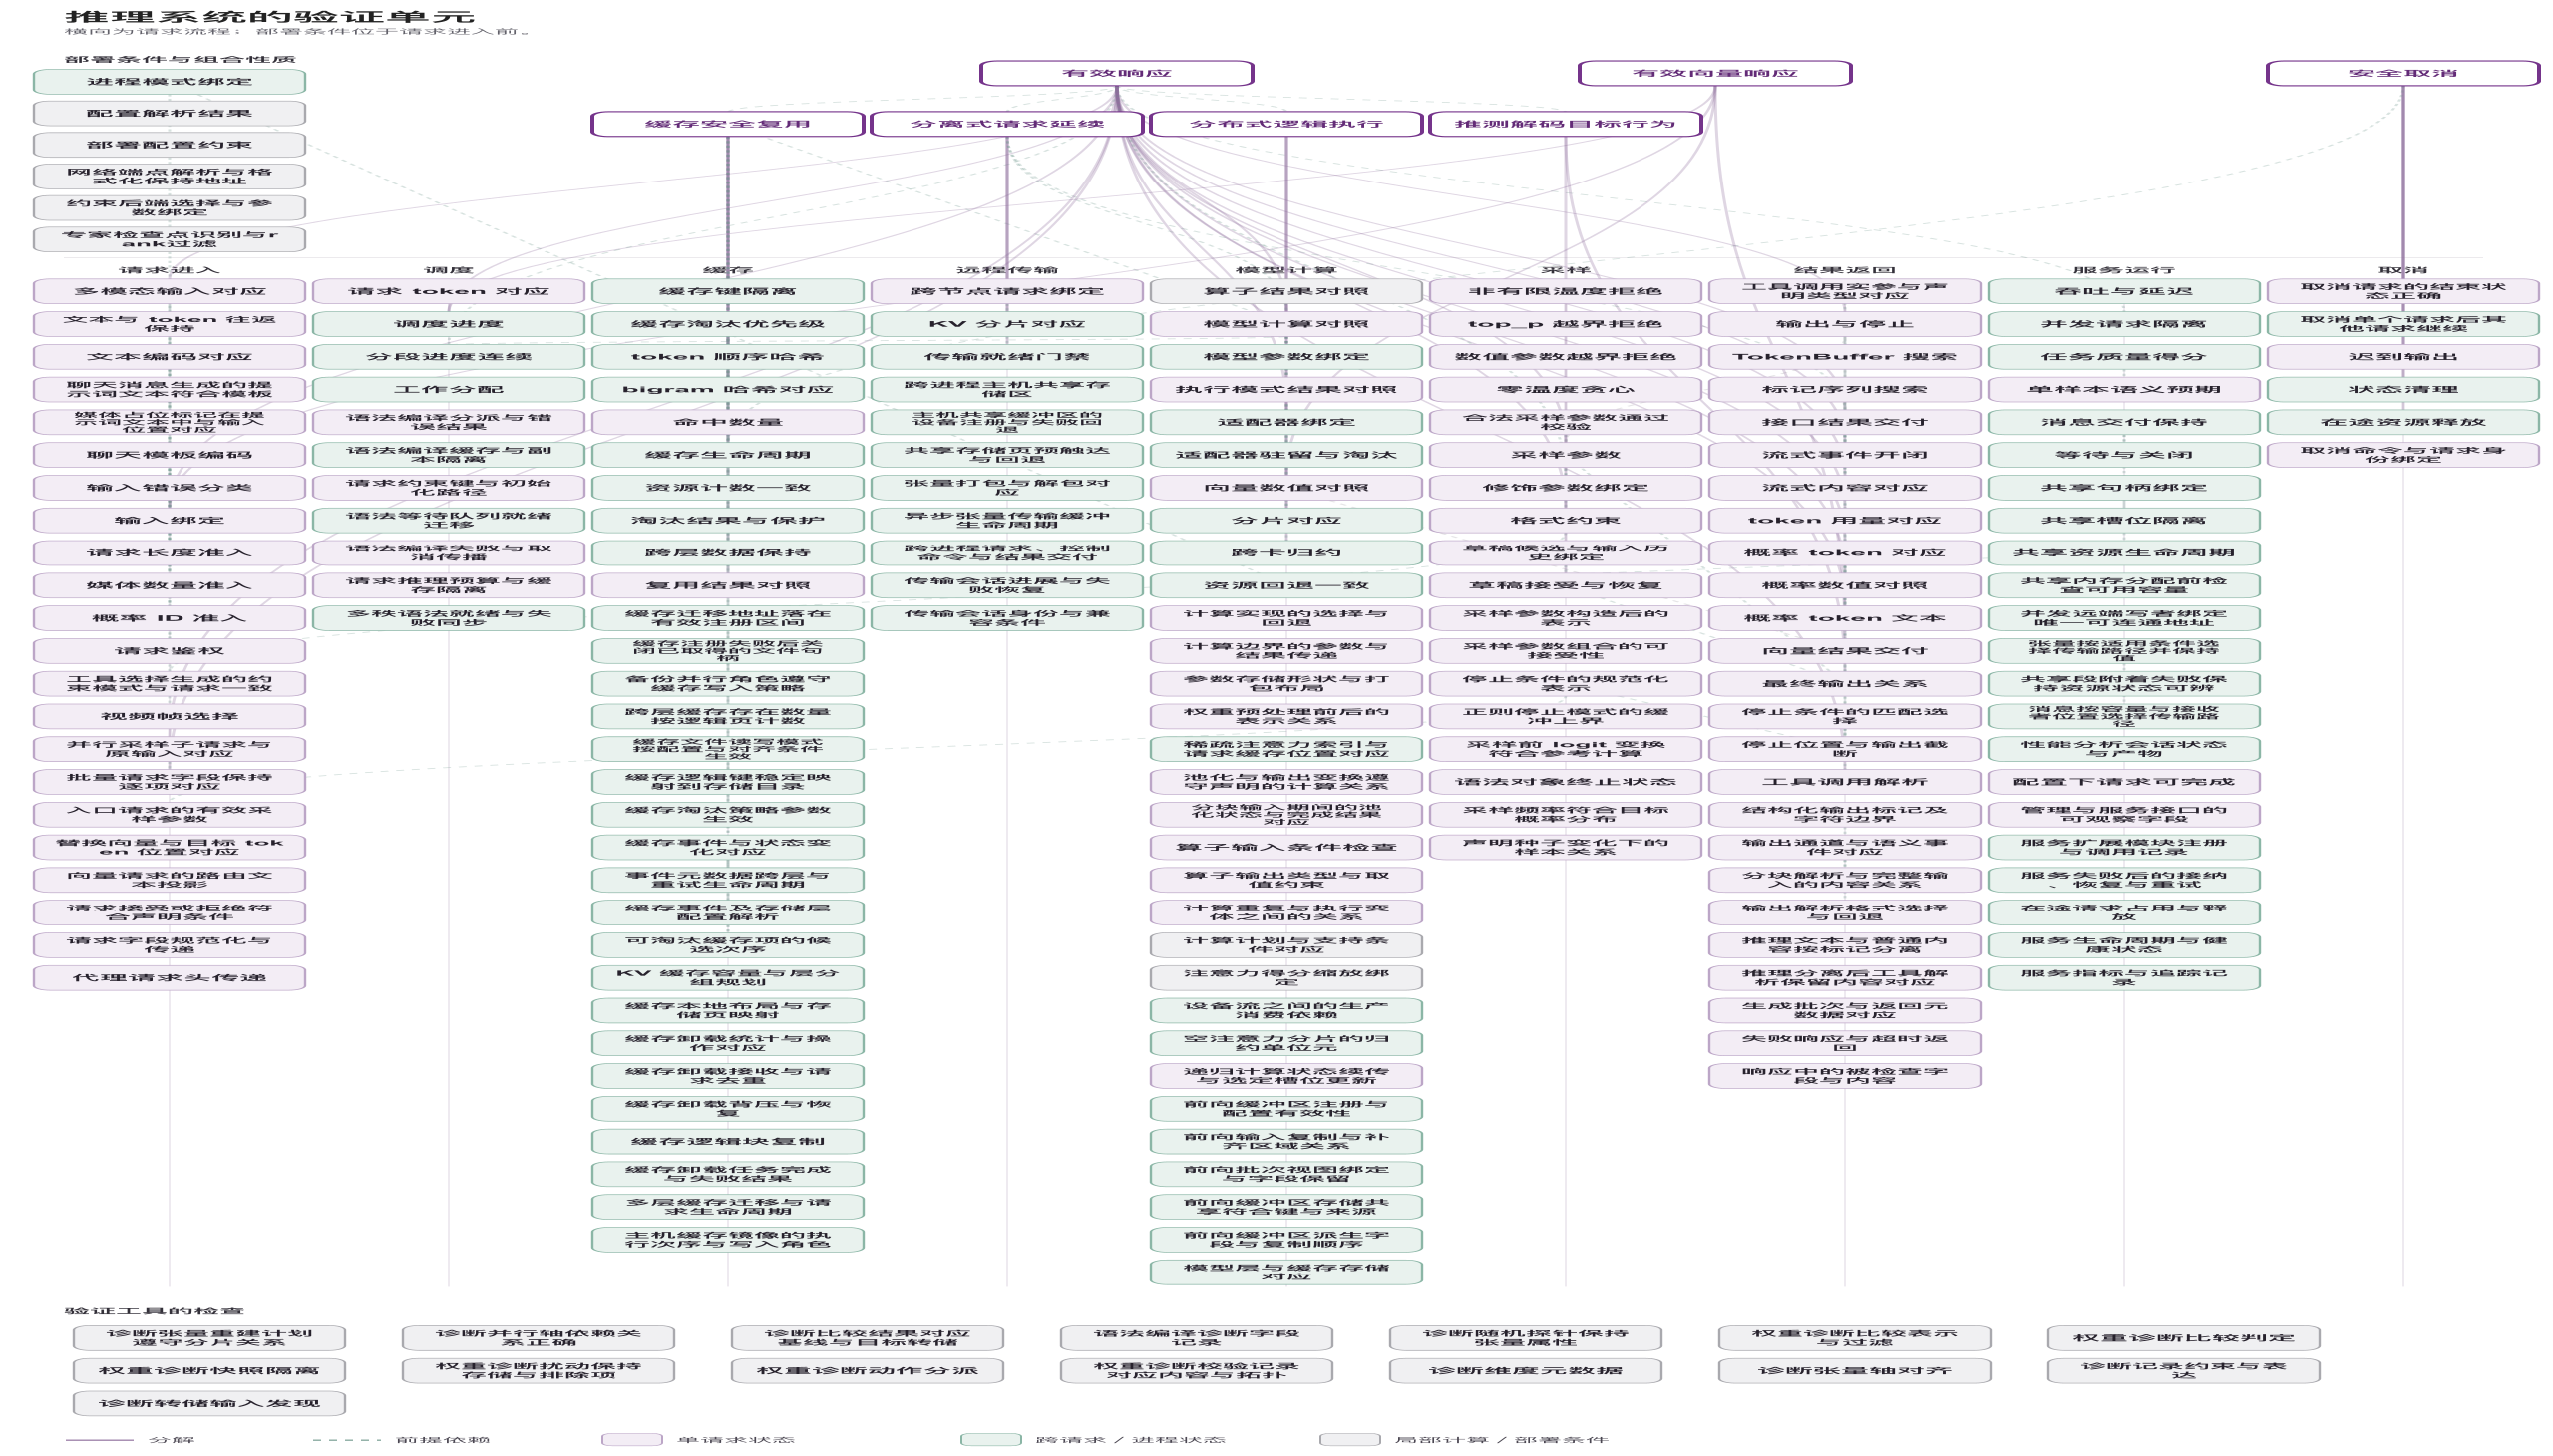 推理系统的验证单元
横向为请求流程；部署条件位于请求进入前。
部署条件与组合性质
进程模式绑定
配置解析结果
部署配置约束
网络端点解析与格
式化保持地址
约束后端选择与参
数绑定
专家检查点识别与r
ank过滤
有效响应
有效向量响应
安全取消
缓存安全复用
分离式请求延续
分布式逻辑执行
推测解码目标行为
请求进入
多模态输入对应
文本与 token 往返
保持
文本编码对应
聊天消息生成的提
示词文本符合模板
媒体占位标记在提
示词文本中与输入
位置对应
聊天模板编码
输入错误分类
输入绑定
请求长度准入
媒体数量准入
概率 ID 准入
请求鉴权
工具选择生成的约
束模式与请求一致
视频帧选择
并行采样子请求与
原输入对应
批量请求字段保持
逐项对应
入口请求的有效采
样参数
替换向量与目标 tok
en 位置对应
向量请求的路由文
本投影
请求接受或拒绝符
合声明条件
请求字段规范化与
传递
代理请求头传递
调度
请求 token 对应
调度进度
分段进度连续
工作分配
语法编译分派与错
误结果
语法编译缓存与副
本隔离
请求约束键与初始
化路径
语法等待队列就绪
迁移
语法编译失败与取
消传播
请求推理预算与缓
存隔离
多秩语法就绪与失
败同步
缓存
缓存键隔离
缓存淘汰优先级
token 顺序哈希
bigram 哈希对应
命中数量
缓存生命周期
资源计数一致
淘汰结果与保护
跨层数据保持
复用结果对照
缓存迁移地址落在
有效注册区间
缓存注册失败后关
闭已取得的文件句
柄
备份并行角色遵守
缓存写入策略
跨层缓存存在数量
按逻辑页计数
缓存文件读写模式
按配置与对齐条件
生效
缓存逻辑键稳定映
射到存储目录
缓存淘汰策略参数
生效
缓存事件与状态变
化对应
事件元数据跨层与
重试生命周期
缓存事件及存储层
配置解析
可淘汰缓存项的候
选次序
KV 缓存容量与层分
组规划
缓存本地布局与存
储页映射
缓存卸载统计与操
作对应
缓存卸载接收与请
求去重
缓存卸载背压与恢
复
缓存逻辑块复制
缓存卸载任务完成
与失败结果
多层缓存迁移与请
求生命周期
主机缓存镜像的执
行次序与写入角色
远程传输
跨节点请求绑定
KV 分片对应
传输就绪门禁
跨进程主机共享存
储区
主机共享缓冲区的
设备注册与失败回
退
共享存储页预触达
与回退
张量打包与解包对
应
异步张量传输缓冲
生命周期
跨进程请求、控制
命令与结果交付
传输会话进展与失
败恢复
传输会话身份与兼
容条件
模型计算
算子结果对照
模型计算对照
模型参数绑定
执行模式结果对照
适配器绑定
适配器驻留与淘汰
向量数值对照
分片对应
跨卡归约
资源回退一致
计算实现的选择与
回退
计算边界的参数与
结果传递
参数存储形状与打
包布局
权重预处理前后的
表示关系
稀疏注意力索引与
请求缓存位置对应
池化与输出变换遵
守声明的计算关系
分块输入期间的池
化状态与完成结果
对应
算子输入条件检查
算子输出类型与取
值约束
计算重复与执行变
体之间的关系
计算计划与支持条
件对应
注意力得分缩放绑
定
设备流之间的生产
消费依赖
空注意力分片的归
约单位元
递归计算状态续传
与选定槽位更新
前向缓冲区注册与
配置有效性
前向输入复制与补
齐区域关系
前向批次视图绑定
与字段保留
前向缓冲区存储共
享符合键与来源
前向缓冲区派生字
段与复制顺序
模型层与缓存存储
对应
采样
非有限温度拒绝
top_p 越界拒绝
数值参数越界拒绝
零温度贪心
合法采样参数通过
校验
采样参数
修饰参数绑定
格式约束
草稿候选与输入历
史绑定
草稿接受与恢复
采样参数构造后的
表示
采样参数组合的可
接受性
停止条件的规范化
表示
正则停止模式的缓
冲上界
采样前 logit 变换
符合参考计算
语法对象终止状态
采样频率符合目标
概率分布
声明种子变化下的
样本关系
结果返回
工具调用实参与声
明类型对应
输出与停止
TokenBuffer 搜索
标记序列搜索
接口结果交付
流式事件开闭
流式内容对应
token 用量对应
概率 token 对应
概率数值对照
概率 token 文本
向量结果交付
最终输出关系
停止条件的匹配选
择
停止位置与输出截
断
工具调用解析
结构化输出标记及
字符边界
输出通道与语义事
件对应
分块解析与完整输
入的内容关系
输出解析格式选择
与回退
推理文本与普通内
容按标记分离
推理分离后工具解
析保留内容对应
生成批次与返回元
数据对应
失败响应与超时返
回
响应中的被检查字
段与内容
服务运行
吞吐与延迟
并发请求隔离
任务质量得分
单样本语义预期
消息交付保持
等待与关闭
共享句柄绑定
共享槽位隔离
共享资源生命周期
共享内存分配前检
查可用容量
并发远端写者绑定
唯一可连通地址
张量按适用条件选
择传输路径并保持
值
共享段附着失败保
持资源状态可辨
消息按容量与接收
者位置选择传输路
径
性能分析会话状态
与产物
配置下请求可完成
管理与服务接口的
可观察字段
服务扩展模块注册
与调用记录
服务失败后的接纳
、恢复与重试
在途请求占用与释
放
服务生命周期与健
康状态
服务指标与追踪记
录
取消
取消请求的结束状
态正确
取消单个请求后其
他请求继续
迟到输出
状态清理
在途资源释放
取消命令与请求身
份绑定
验证工具的检查
诊断张量重建计划
遵守分片关系
诊断并行轴依赖关
系正确
诊断比较结果对应
基线与目标转储
语法编译诊断字段
记录
诊断随机探针保持
张量属性
权重诊断比较表示
与过滤
权重诊断比较判定
权重诊断快照隔离
权重诊断扰动保持
存储与排除项
权重诊断动作分派
权重诊断校验记录
对应内容与拓扑
诊断维度元数据
诊断张量轴对齐
诊断记录约束与表
达
诊断转储输入发现
分解
前提依赖
单请求状态
跨请求 / 进程状态
局部计算 / 部署条件